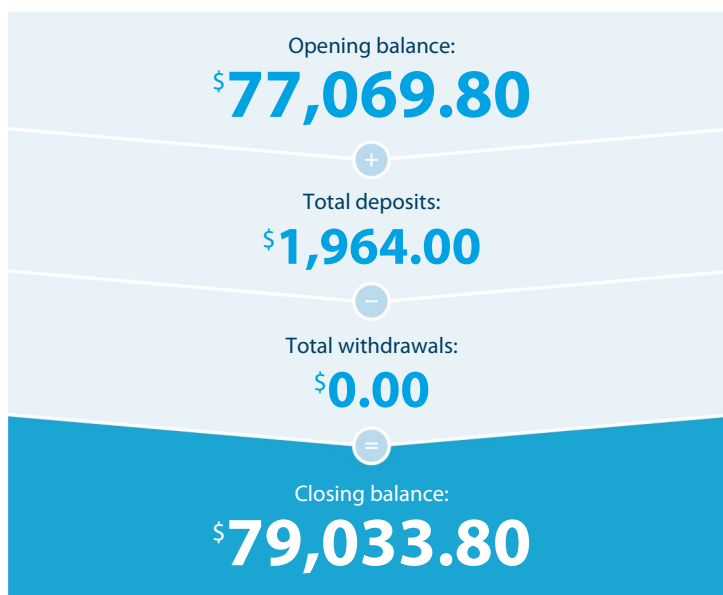 Opening balance:
$77,069.80
+
Total deposits:
$1,964.00
−
Total withdrawals:
$0.00
=
Closing balance:
$79,033.80